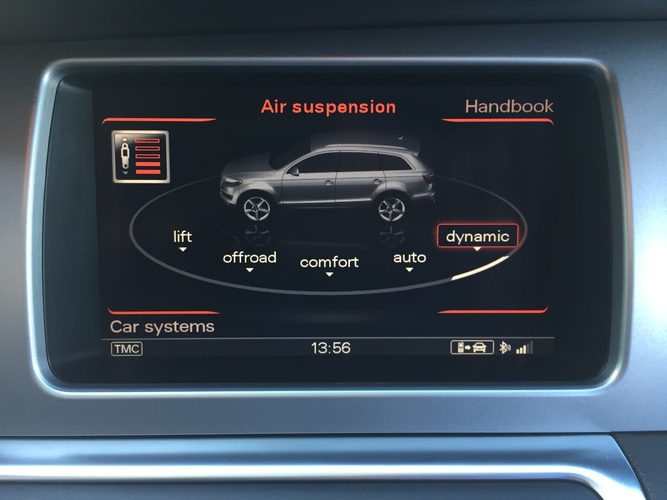 Air suspension
Handbook
lift
offroad
comfort
auto
dynamic
Car systems
TMC
13:56